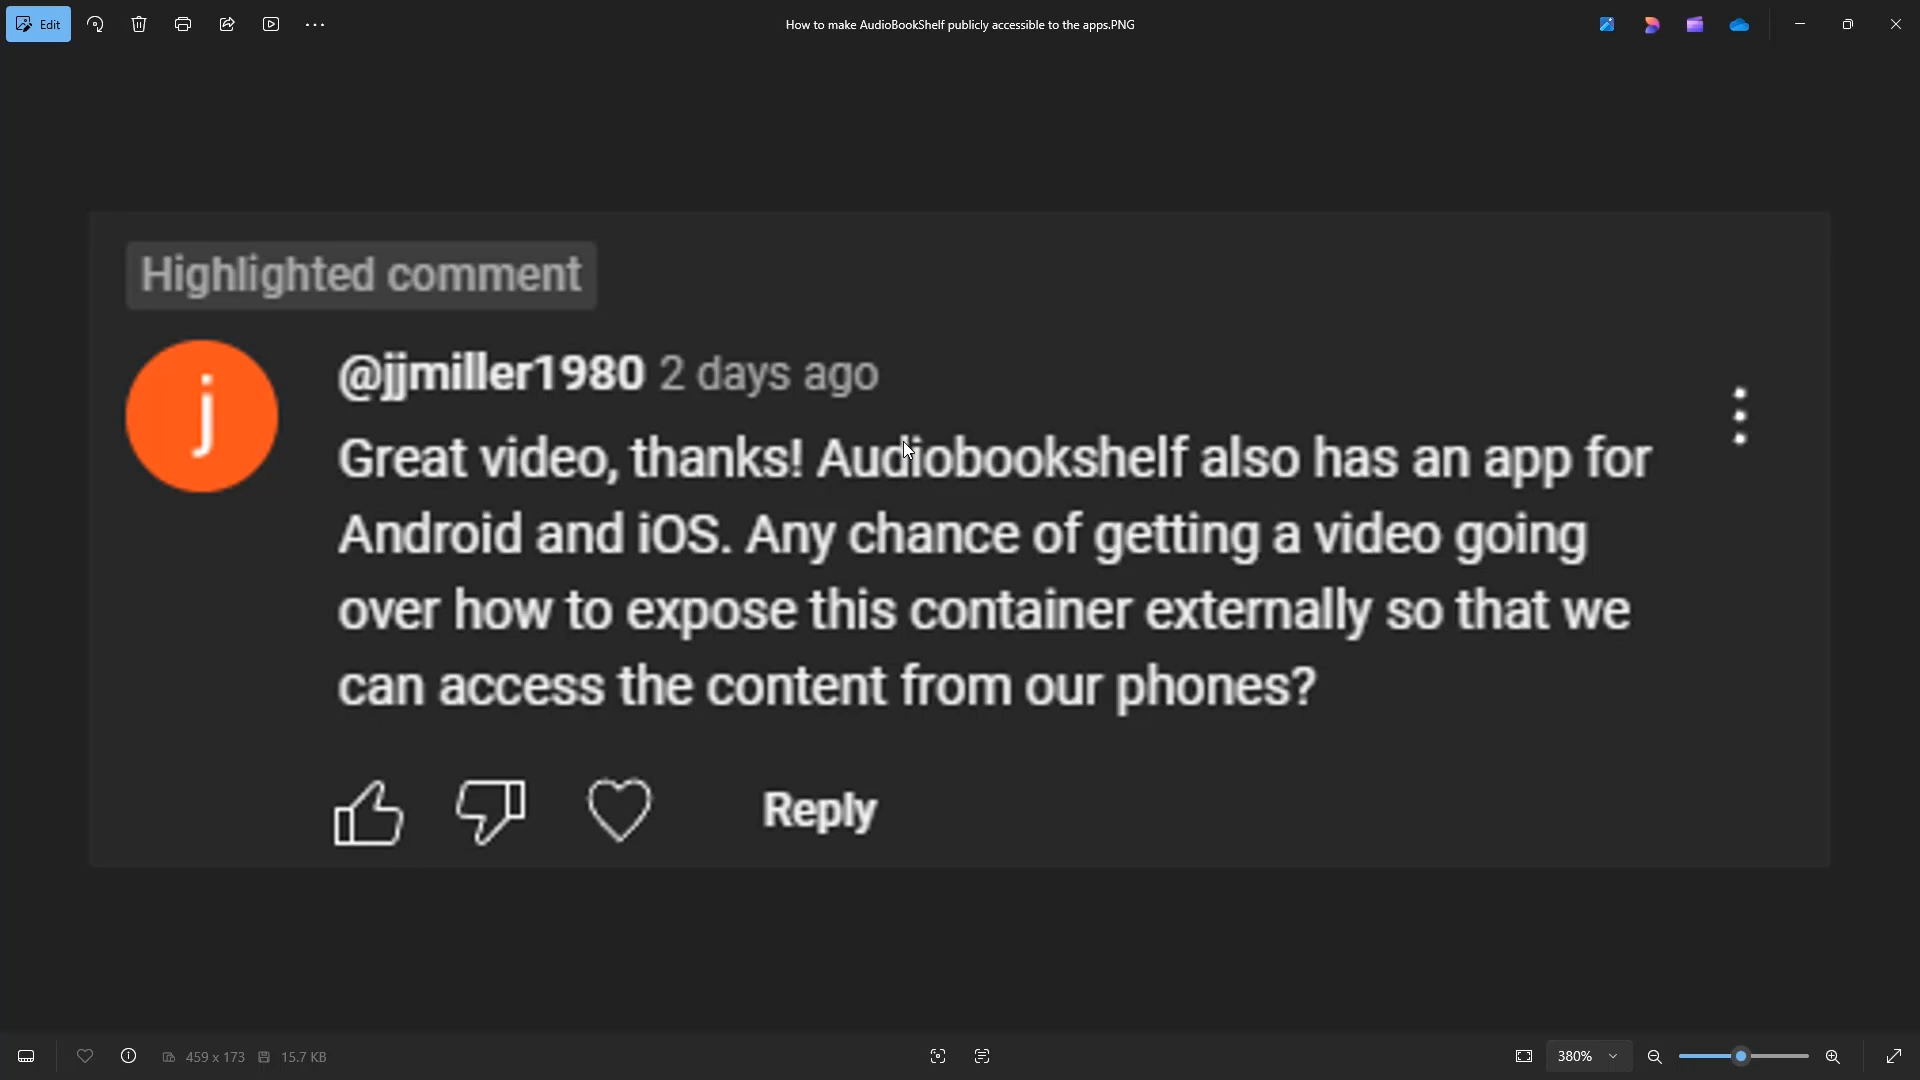 Edit
How to make AudioBookShelf publicly accessible to the apps.PNG
Highlighted comment
j
@jjmiller1980 2 days ago
Great video, thanks! Audiobookshelf also has an app for
Android and iOS. Any chance of getting a video going
over how to expose this container externally so that we
can access the content from our phones?
Reply
459 x 173 15.7 KB
380%